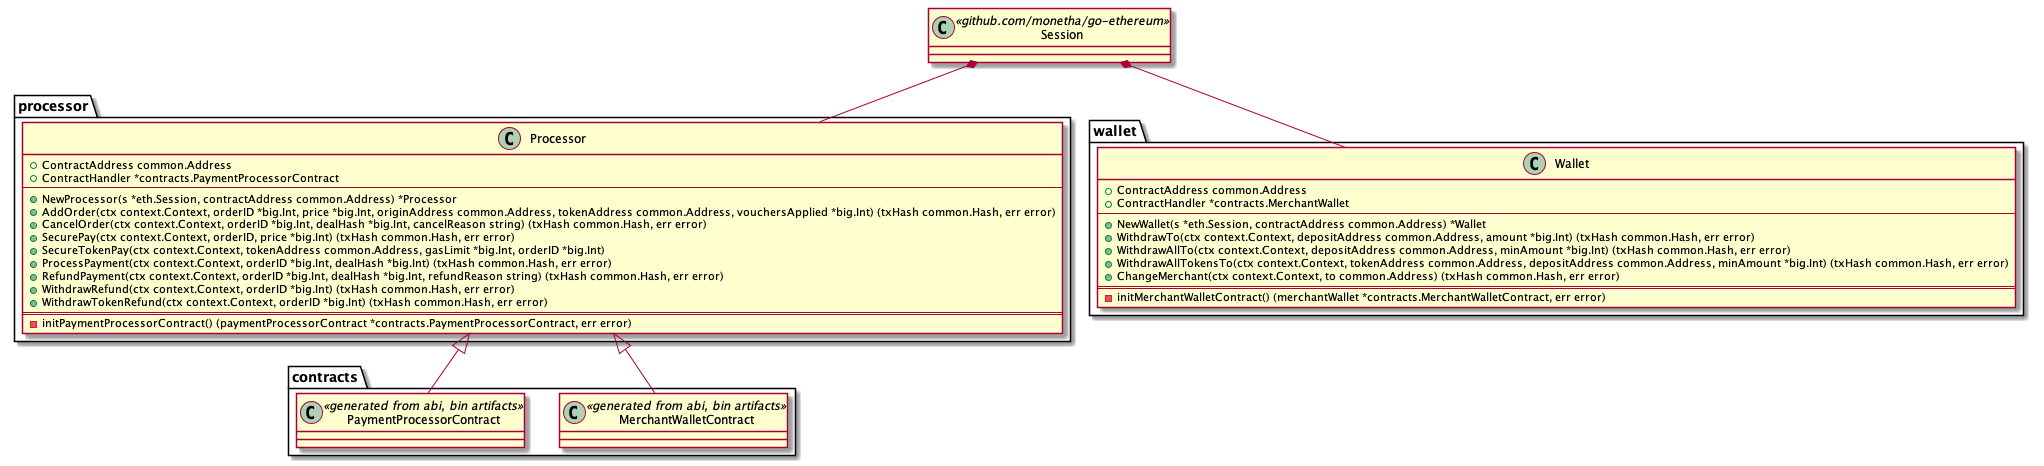 «github.com/monetha/go-ethereum»
C
Session
processor
C Processor
ContractAddress common.Address
ContractHandler *contracts.PaymentProcessorContract
NewProcessor(s *eth.Session, contractAddress common.Address) *Processor
AddOrder(ctx context.Context, orderID *big.Int, price *big.Int, originAddress common.Address, tokenAddress common.Address, vouchersApplied *big.Int) (txHash common.Hash, err error)
CancelOrder(ctx context.Context, orderID *big.Int, dealHash *big.Int, cancelReason string) (txHash common.Hash, err error)
SecurePay(ctx context.Context, orderID, price *big.Int) (txHash common.Hash, err error)
SecureTokenPay(ctx context.Context, tokenAddress common.Address, gasLimit *big.Int, orderID *big.Int)
ProcessPayment(ctx context.Context, orderID *big.Int, dealHash *big.Int) (txHash common.Hash, err error)
RefundPayment(ctx context.Context, orderID *big.Int, dealHash *big.Int, refundReason string) (txHash common.Hash, err error)
WithdrawRefund(ctx context.Context, orderID *big.Int) (txHash common.Hash, err error)
WithdrawTokenRefund(ctx context.Context, orderID *big.Int) (txHash common.Hash, err error)
initPaymentProcessorContract() (paymentProcessorContract *contracts.PaymentProcessorContract, err error)
wallet
C Wallet
ContractAddress common.Address
ContractHandler *contracts.MerchantWallet
NewWallet(s *eth.Session, contractAddress common.Address) *Wallet
WithdrawTo(ctx context.Context, depositAddress common.Address, amount *big.Int) (txHash common.Hash, err error)
WithdrawAllTo(ctx context.Context, depositAddress common.Address, minAmount *big.Int) (txHash common.Hash, err error)
WithdrawAllTokensTo(ctx context.Context, tokenAddress common.Address, depositAddress common.Address, minAmount *big.Int) (txHash common.Hash, err error)
ChangeMerchant(ctx context.Context, to common.Address) (txHash common.Hash, err error)
initMerchantWalletContract() (merchantWallet *contracts.MerchantWalletContract, err error)
contracts
«generated from abi, bin artifacts»
C
PaymentProcessorContract
«generated from abi, bin artifacts»
C
MerchantWalletContract